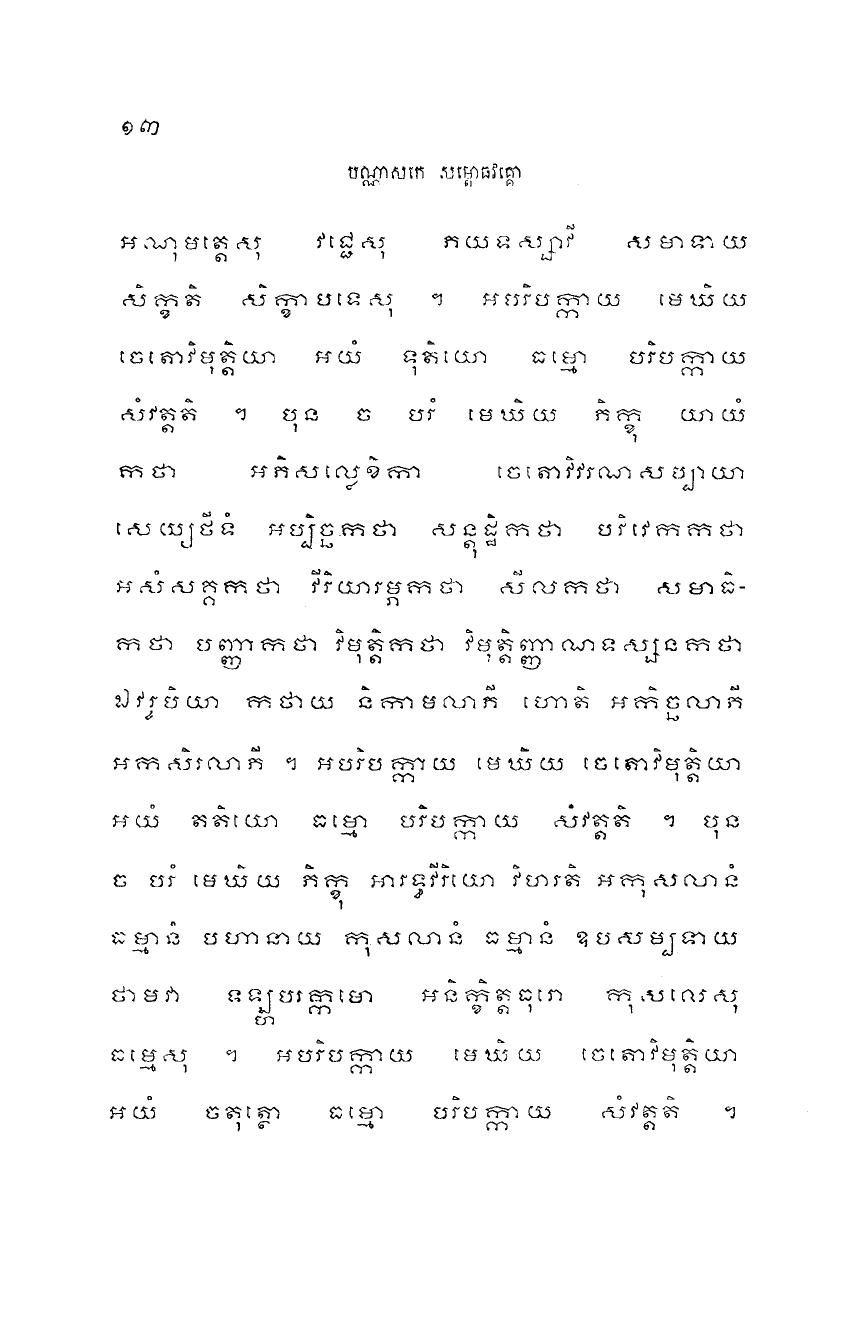 ១៣
បណ្ណាសកេ សម្ពោធវគ្គោ
អណុមត្តេសុ វជ្ជេសុ ភយទស្សាវី សមាទាយ
សិក្ខតិ សិក្ខាបទេសុ ។ អបរិបក្កាយ មេឃិយ
ចេតោវិមុត្តិយា អយំ ទុតិយោ ធម្មោ បរិបក្កាយ
សំវត្តតិ ។ បុន ច បរំ មេឃិយ ភិក្ខុ យាយំ
កថា អភិសល្លេខិកា ចេតោវិវរណសប្បាយា
សេយ្យថីទំ អប្បិច្ឆកថា សន្តុដ្ឋិកថា បរិវេកកថា
អសំសគ្គកថា វីរិយារម្ភកថា សីលកថា សមាធិ-
កថា បញ្ញាកថា វិមុត្តិកថា វិមុត្តិញ្ញាណទស្សនកថា
ឯវរូបិយា កថាយ និកាមលាភី ហោតិ អកិច្ឆលាភី
អកសិរលាភី ។ អបរិបក្កាយ មេឃិយ ចេតោវិមុត្តិយា
អយំ តតិយោ ធម្មោ បរិបក្កាយ សំវត្តតិ ។ បុន
ច បរំ មេឃិយ ភិក្ខុ អារទ្ធវីរិយោ វិហរតិ អកុសលានំ
ធម្មានំ បហានាយ កុសលានំ ធម្មានំ ឧបសម្បទាយ
ថាមវា ទឡ្ហបរក្កមោ អនិក្ខិត្តធុរោ កុសលេសុ
ធម្មេសុ ។ អបរិបក្កាយ មេឃិយ ចេតោវិមុត្តិយា
អយំ ចតុត្ថោ ធម្មោ បរិបក្កាយ សំវត្តតិ ។